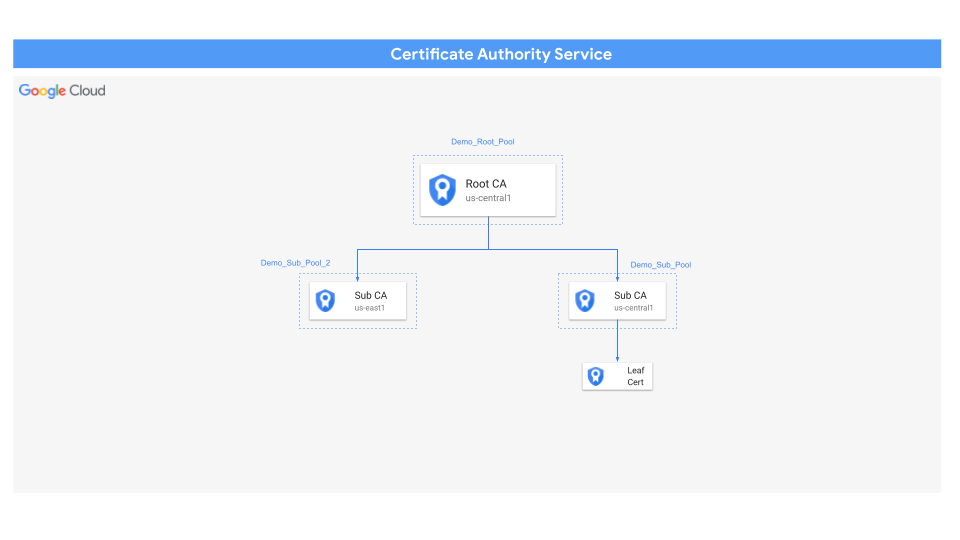 Certificate Authority Service
Google Cloud
Demo_Root_Pool
Root CA
us-central1
Demo_Sub_Pool_2
Demo_Sub_Pool
Sub CA
us-east1
Sub CA
us-central1
Leaf
Cert